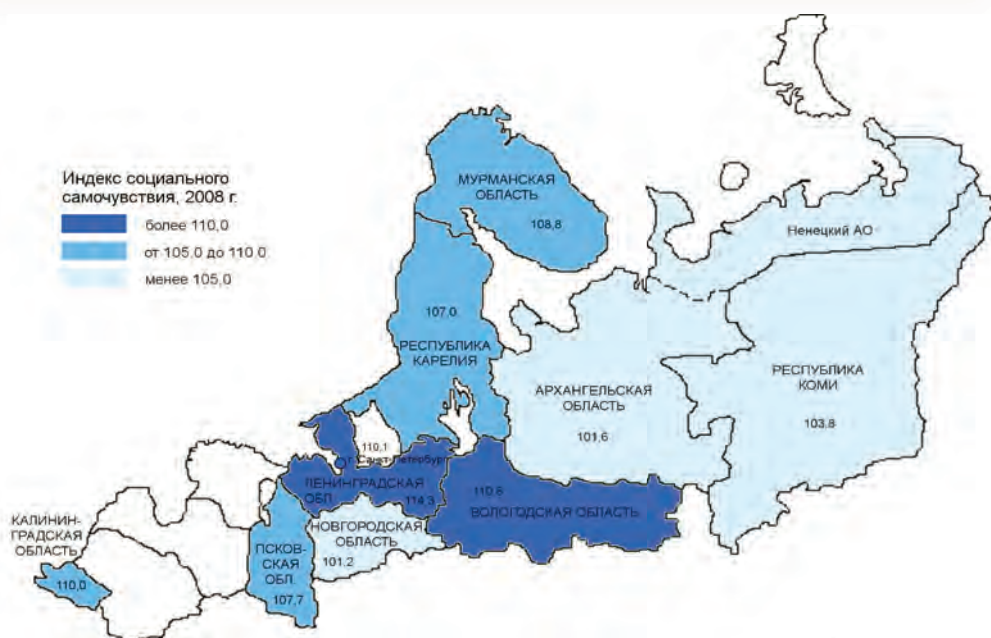 Индекс социального
самочувствия, 2008 г.
более 110,0
от 105,0 до 110,0
менее 105,0
МУРМАНСКАЯ
ОБЛАСТЬ
108,8
Ненецкий АО
107,0
РЕСПУБЛИКА
КАРЕЛИЯ
АРХАНГЕЛЬСКАЯ
ОБЛАСТЬ
101,6
РЕСПУБЛИКА
КОМИ
103,8
110,1
г. Санкт-Петербург
ЛЕНИНГРАДСКАЯ
ОБЛ.
114,3
110,6
ВОЛОГОДСКАЯ ОБЛАСТЬ
НОВГОРОДСКАЯ
ОБЛАСТЬ
101,2
ПСКОВ-
СКАЯ
ОБЛ.
107,7
КАЛИНИН-
ГРАДСКАЯ
ОБЛАСТЬ
110,0